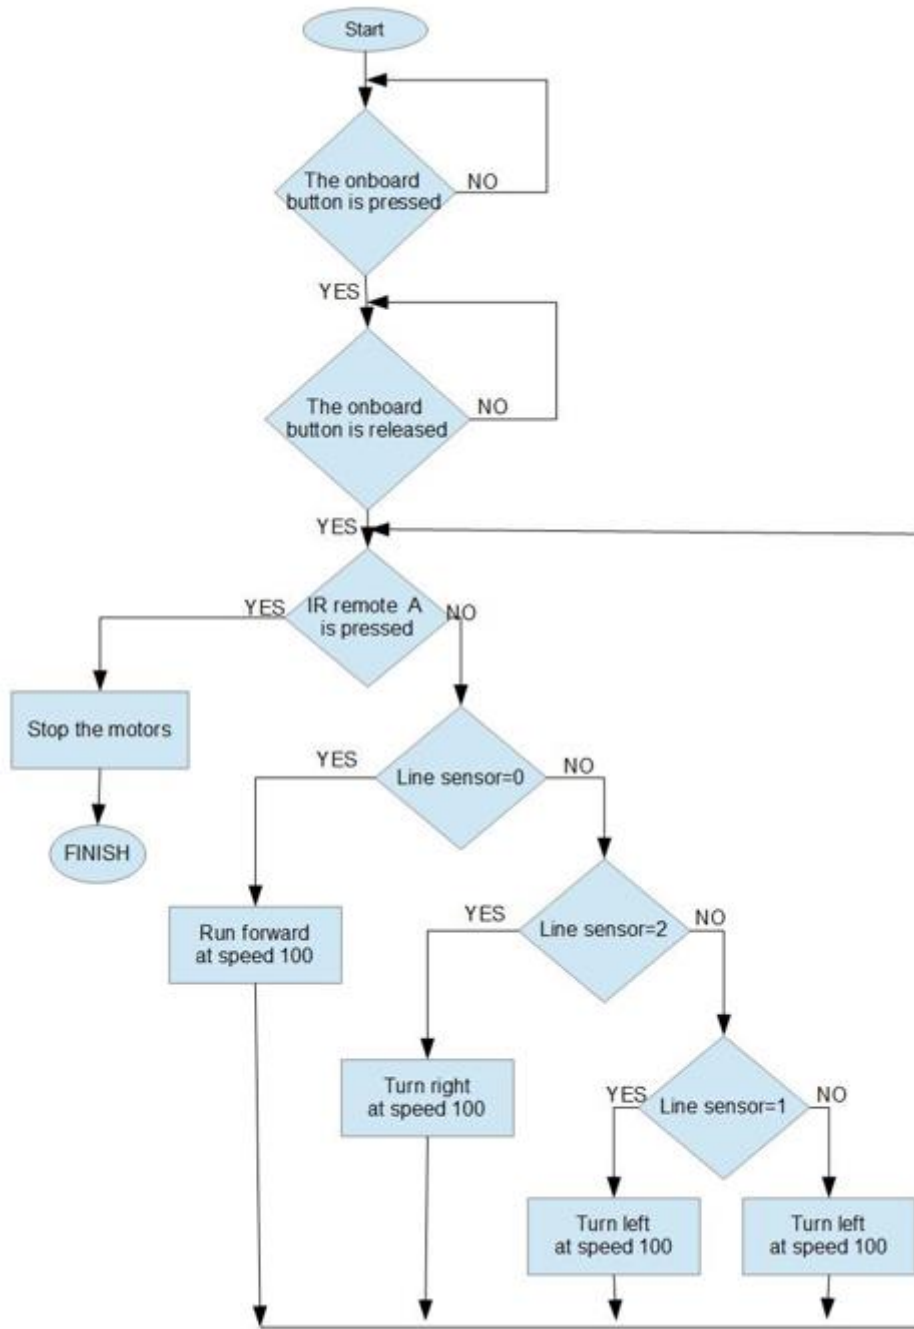 Start
The onboard
button is pressed
NO
YES
The onboard
button is released
NO
YES
IR remote A
is pressed
YES
NO
Stop the motors
FINISH
Line sensor=0
YES
NO
Run forward
at speed 100
Line sensor=2
YES
NO
Turn right
at speed 100
Line sensor=1
YES
NO
Turn left
at speed 100
Turn left
at speed 100